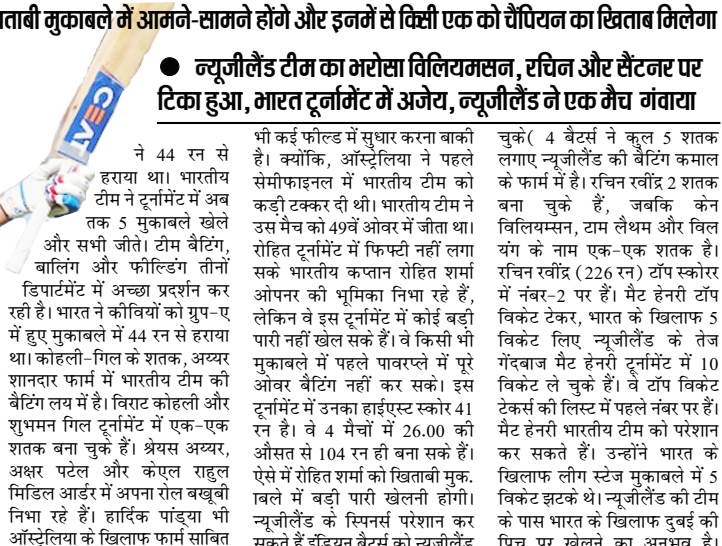 ताबी मुकाबले में आमने-सामने होंगे और इनमें से किसी एक को चैंपियन का खिताब मिलेगा
● न्यूजीलैंड टीम का भरोसा विलियमसन, रचिन और सैंटनर पर
टिका हुआ, भारत टूर्नामेंट में अजेय, न्यूजीलैंड ने एक मैच गंवाया
CEAT
ने 44 रन से
हराया था। भारतीय
टीम ने टूर्नामेंट में अब
तक 5 मुकाबले खेले
और सभी जीते। टीम बैटिंग,
बालिंग और फील्डिंग तीनों
डिपार्टमेंट में अच्छा प्रदर्शन कर
रही है। भारत ने कीवियों को ग्रुप-ए
में हुए मुकाबले में 44 रन से हराया
था। कोहली-गिल के शतक, अय्यर
शानदार फार्म में भारतीय टीम की
बैटिंग लय में है। विराट कोहली और
शुभमन गिल टूर्नामेंट में एक-एक
शतक बना चुके हैं। श्रेयस अय्यर,
अक्षर पटेल और केएल राहुल
मिडिल आर्डर में अपना रोल बखूबी
निभा रहे हैं। हार्दिक पांड्या भी
ऑस्ट्रेलिया के खिलाफ फार्म साबित
भी कई फील्ड में सुधार करना बाकी
है। क्योंकि, ऑस्ट्रेलिया ने पहले
सेमीफाइनल में भारतीय टीम को
कड़ी टक्कर दी थी। भारतीय टीम ने
उस मैच को 49वें ओवर में जीता था।
रोहित टूर्नामेंट में फिफ्टी नहीं लगा
सके भारतीय कप्तान रोहित शर्मा
ओपनर की भूमिका निभा रहे हैं,
लेकिन वे इस टूर्नामेंट में कोई बड़ी
पारी नहीं खेल सके हैं। वे किसी भी
मुकाबले में पहले पावरप्ले में पूरे
ओवर बैटिंग नहीं कर सके। इस
टूर्नामेंट में उनका हाईएस्ट स्कोर 41
रन है। वे 4 मैचों में 26.00 की
औसत से 104 रन ही बना सके हैं।
ऐसे में रोहित शर्मा को खिताबी मुक.
ाबले में बड़ी पारी खेलनी होगी।
न्यूजीलैंड के स्पिनर्स परेशान कर
सकते हैं इंडियन बैटर्स को न्यूजीलैंड
चुके( 4 बैटर्स ने कुल 5 शतक
लगाए न्यूजीलैंड की बैटिंग कमाल
के फार्म में है। रचिन रवींद्र 2 शतक
बना चुके हैं, जबकि केन
विलियम्सन, टाम लैथम और विल
यंग के नाम एक-एक शतक है।
रचिन रवींद्र (226 रन) टॉप स्कोरर
में नंबर-2 पर हैं। मैट हेनरी टॉप
विकेट टेकर, भारत के खिलाफ 5
विकेट लिए न्यूजीलैंड के तेज
गेंदबाज मैट हेनरी टूर्नामेंट में 10
विकेट ले चुके हैं। वे टॉप विकेट
टेकर्स की लिस्ट में पहले नंबर पर हैं।
मैट हेनरी भारतीय टीम को परेशान
कर सकते हैं। उन्होंने भारत के
खिलाफ लीग स्टेज मुकाबले में 5
विकेट झटके थे। न्यूजीलैंड की टीम
के पास भारत के खिलाफ दुबई की
पिच पर खेलने का अनुभव है।